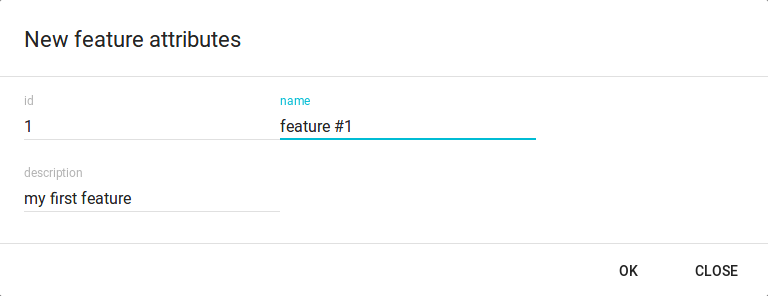 New feature attributes
id name
1 feature #1
description
my first feature
OK CLOSE